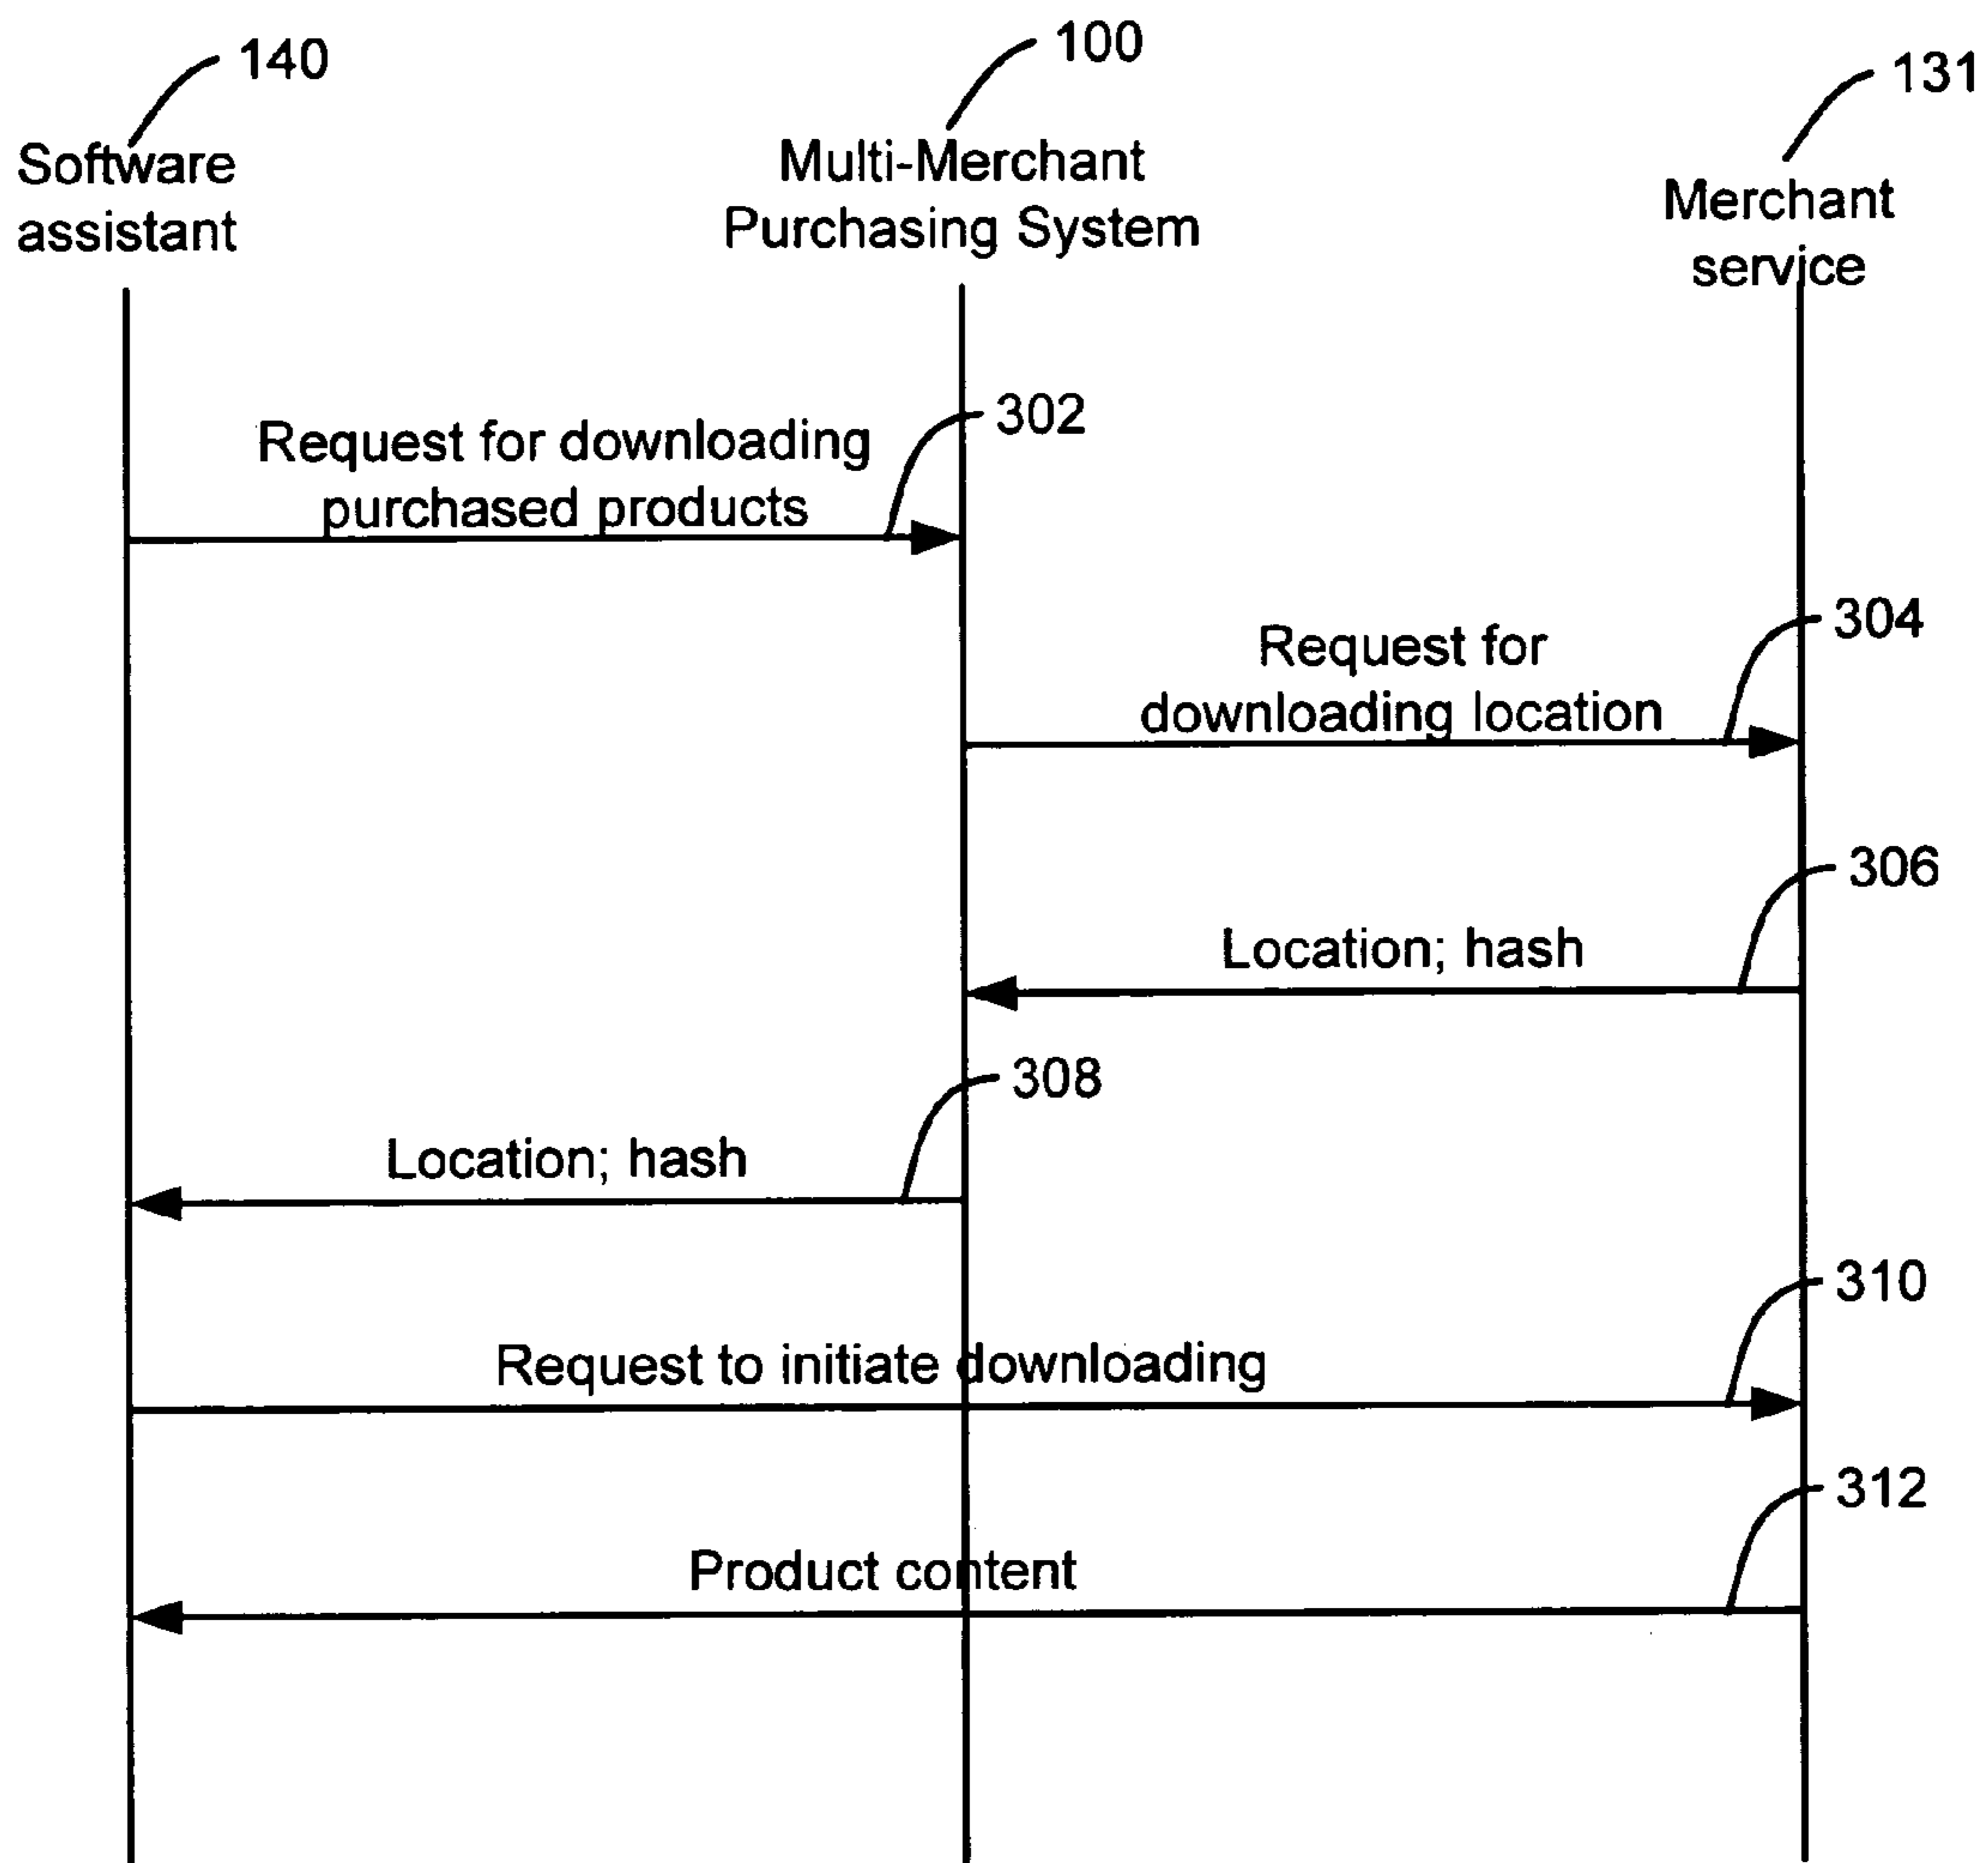 140
100
131
Software
assistant
Multi-Merchant
Purchasing System
Merchant
service
302
Request for downloading
purchased products
304
Request for
downloading location
306
Location; hash
308
Location; hash
310
Request to initiate downloading
312
Product content